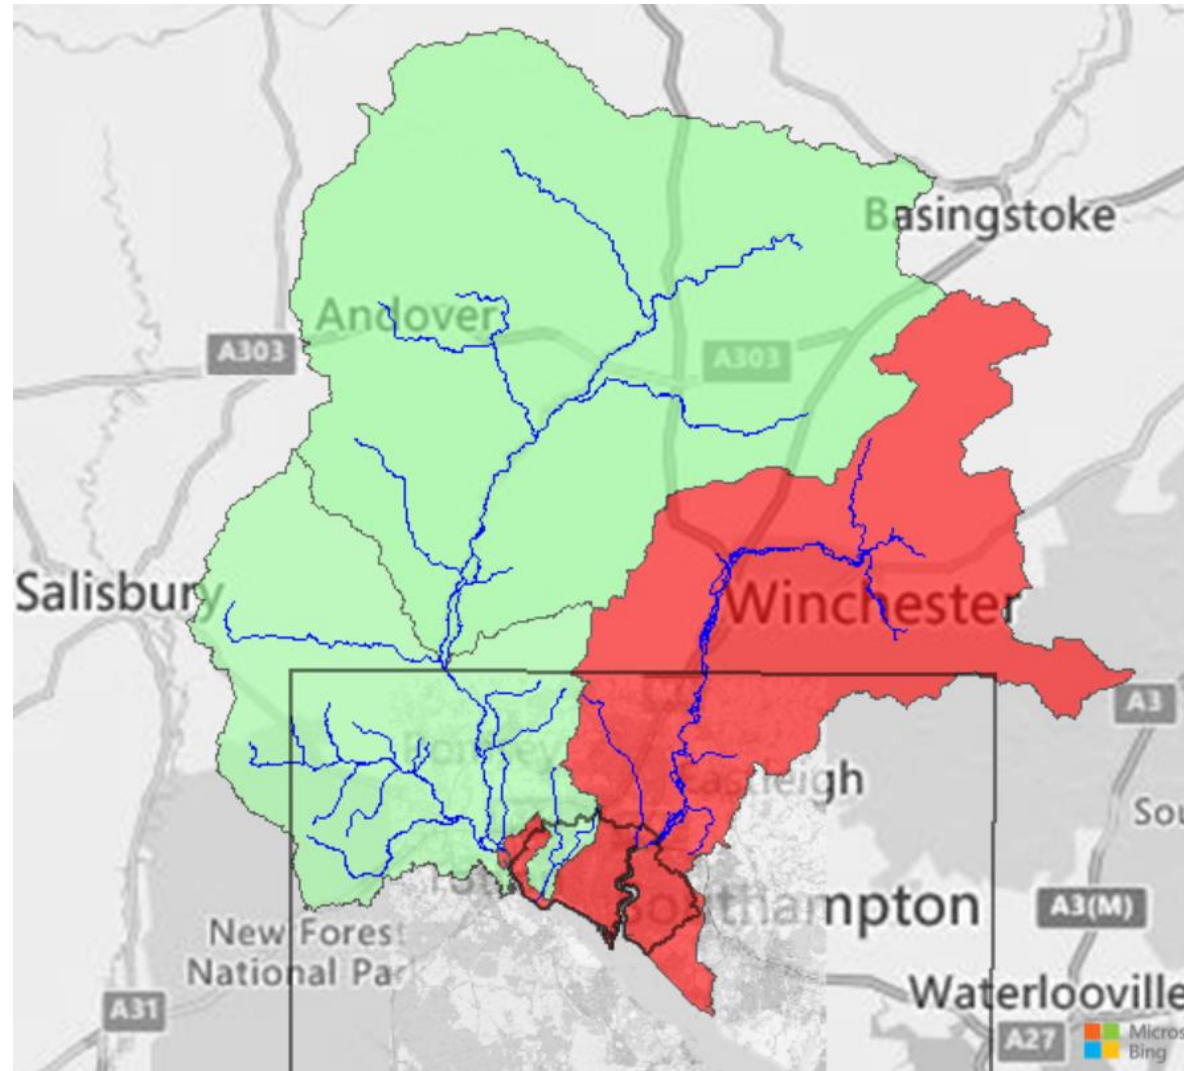 Basingstoke
Andover
A303
A303
Salisbury
Winchester
A3
Eastleigh
Sou
Southampton
A3(M)
New Forest
National Par
Waterlooville
A31
A27
Micros
Bing